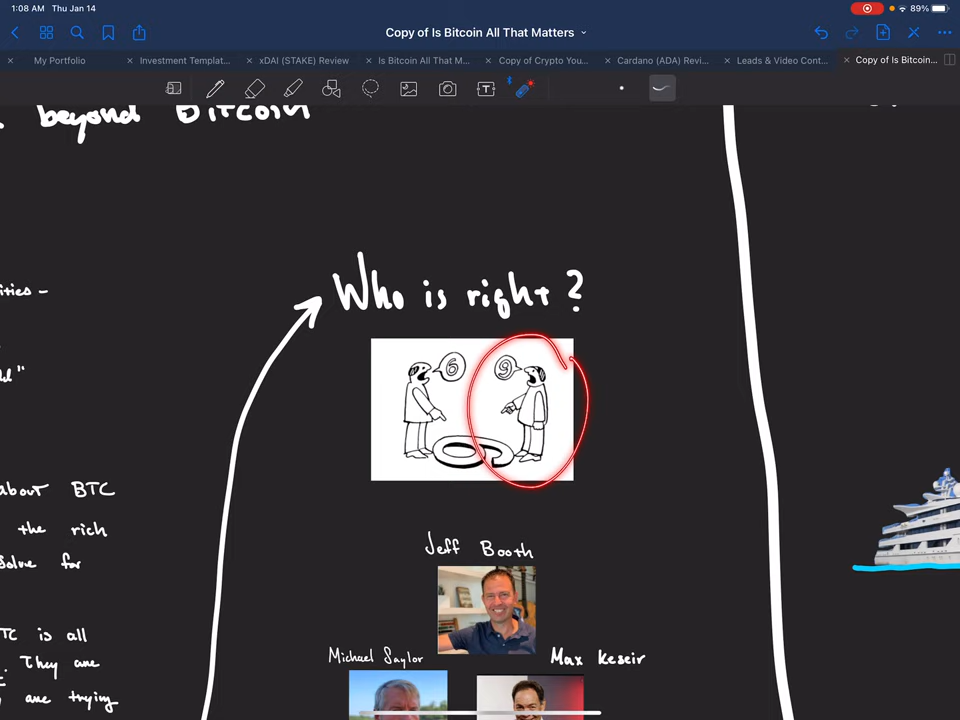 1:08 AM Thu Jan 14
89%
Copy of Is Bitcoin All That Matters
My Portfolio
Investment Templat...
xDAI (STAKE) Review
Is Bitcoin All That M...
Copy of Crypto You...
Cardano (ADA) Revi...
Leads & Video Cont...
Copy of Is Bitcoin...
T
beyond Bitcoin
Who is right?
ities -
6
9
about BTC
the rich
solve for
Jeff Booth
TC is all
They are
are trying
Michael Saylor
Max Keseir